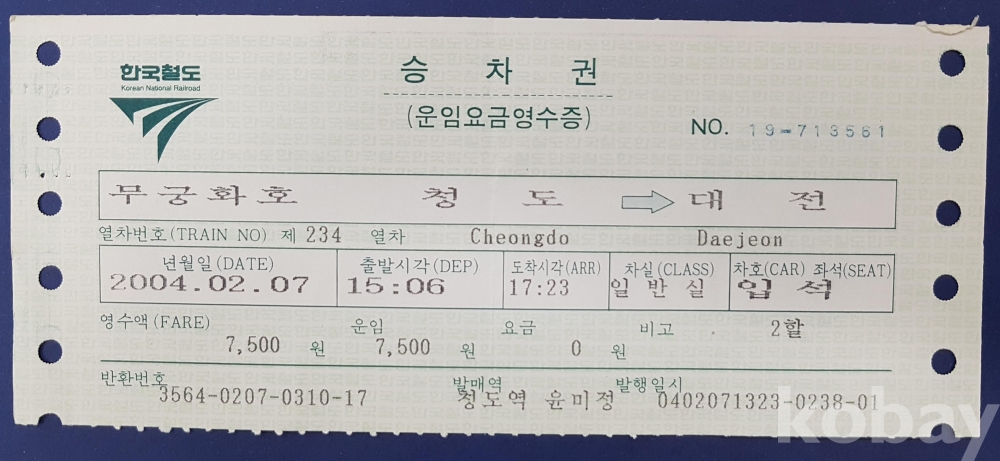 한국철도
Korean National Railroad
승 차 권
(운임요금영수증)
NO. 19-713561
무궁화호 청 도 대 전
열차번호(TRAIN NO) 제 234 열차 Cheongdo Daejeon
년월일(DATE) 출발시각(DEP) 도착시각(ARR) 차실(CLASS) 차호(CAR) 좌석(SEAT)
2004.02.07 15:06 17:23 일반실 입 석
영수액(FARE) 운임 요금 비고 2할
7,500 원 7,500 원 0 원
반환번호 발매역 발행일시
3564-0207-0310-17 청도역 윤미정 0402071323-0238-01
kobay